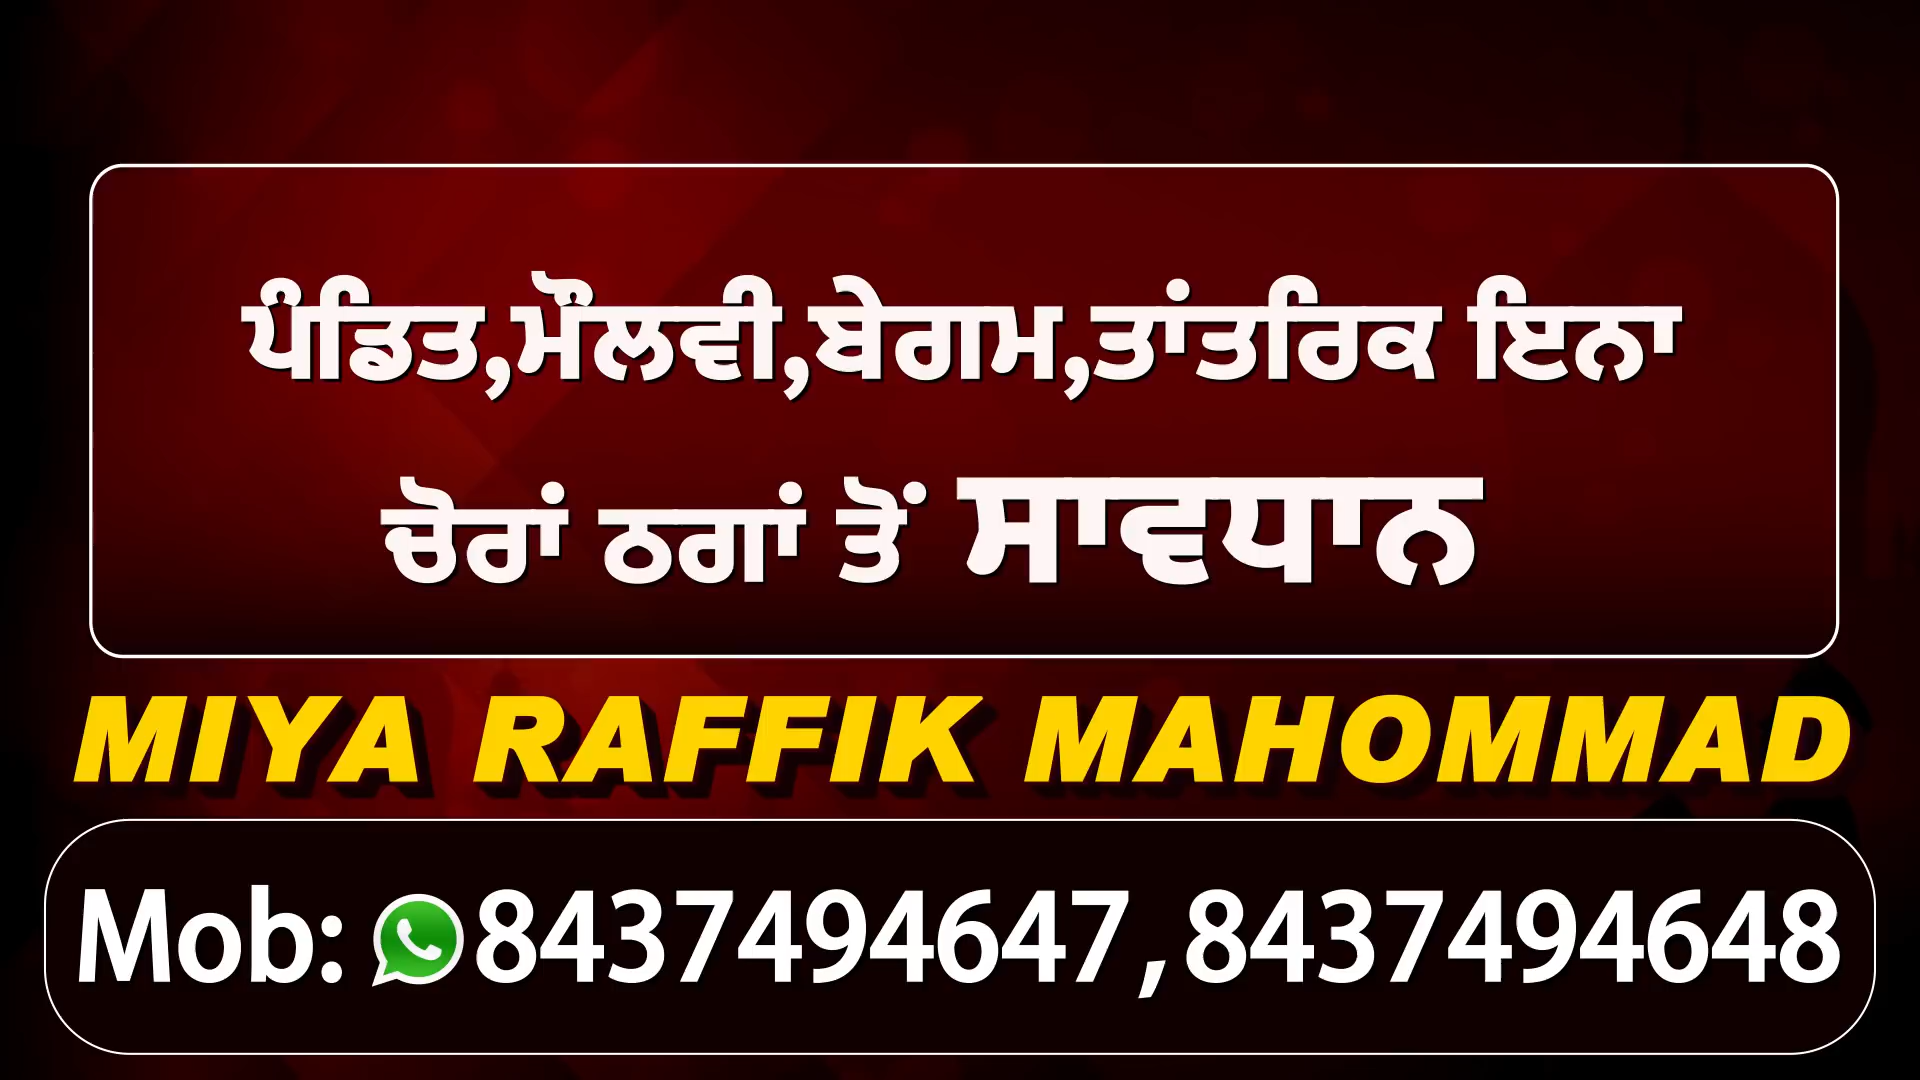 ਪੰਡਿਤ,ਮੌਲਵੀ,ਬੇਗਮ,ਤਾਂਤਰਿਕ ਇਨਾ
ਚੋਰਾਂ ਠਗਾਂ ਤੋਂ ਸਾਵਧਾਨ
MIYA RAFFIK MAHOMMAD
Mob: 8437494647, 8437494648